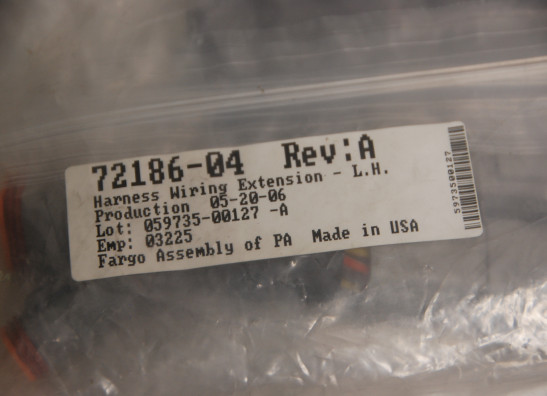 72186-04 Rev:A
Harness Wiring Extension - L.H.
Production 05-20-06
Lot: 059735-00127 -A
Emp: 03225
Fargo Assembly of PA Made in USA
5973500127